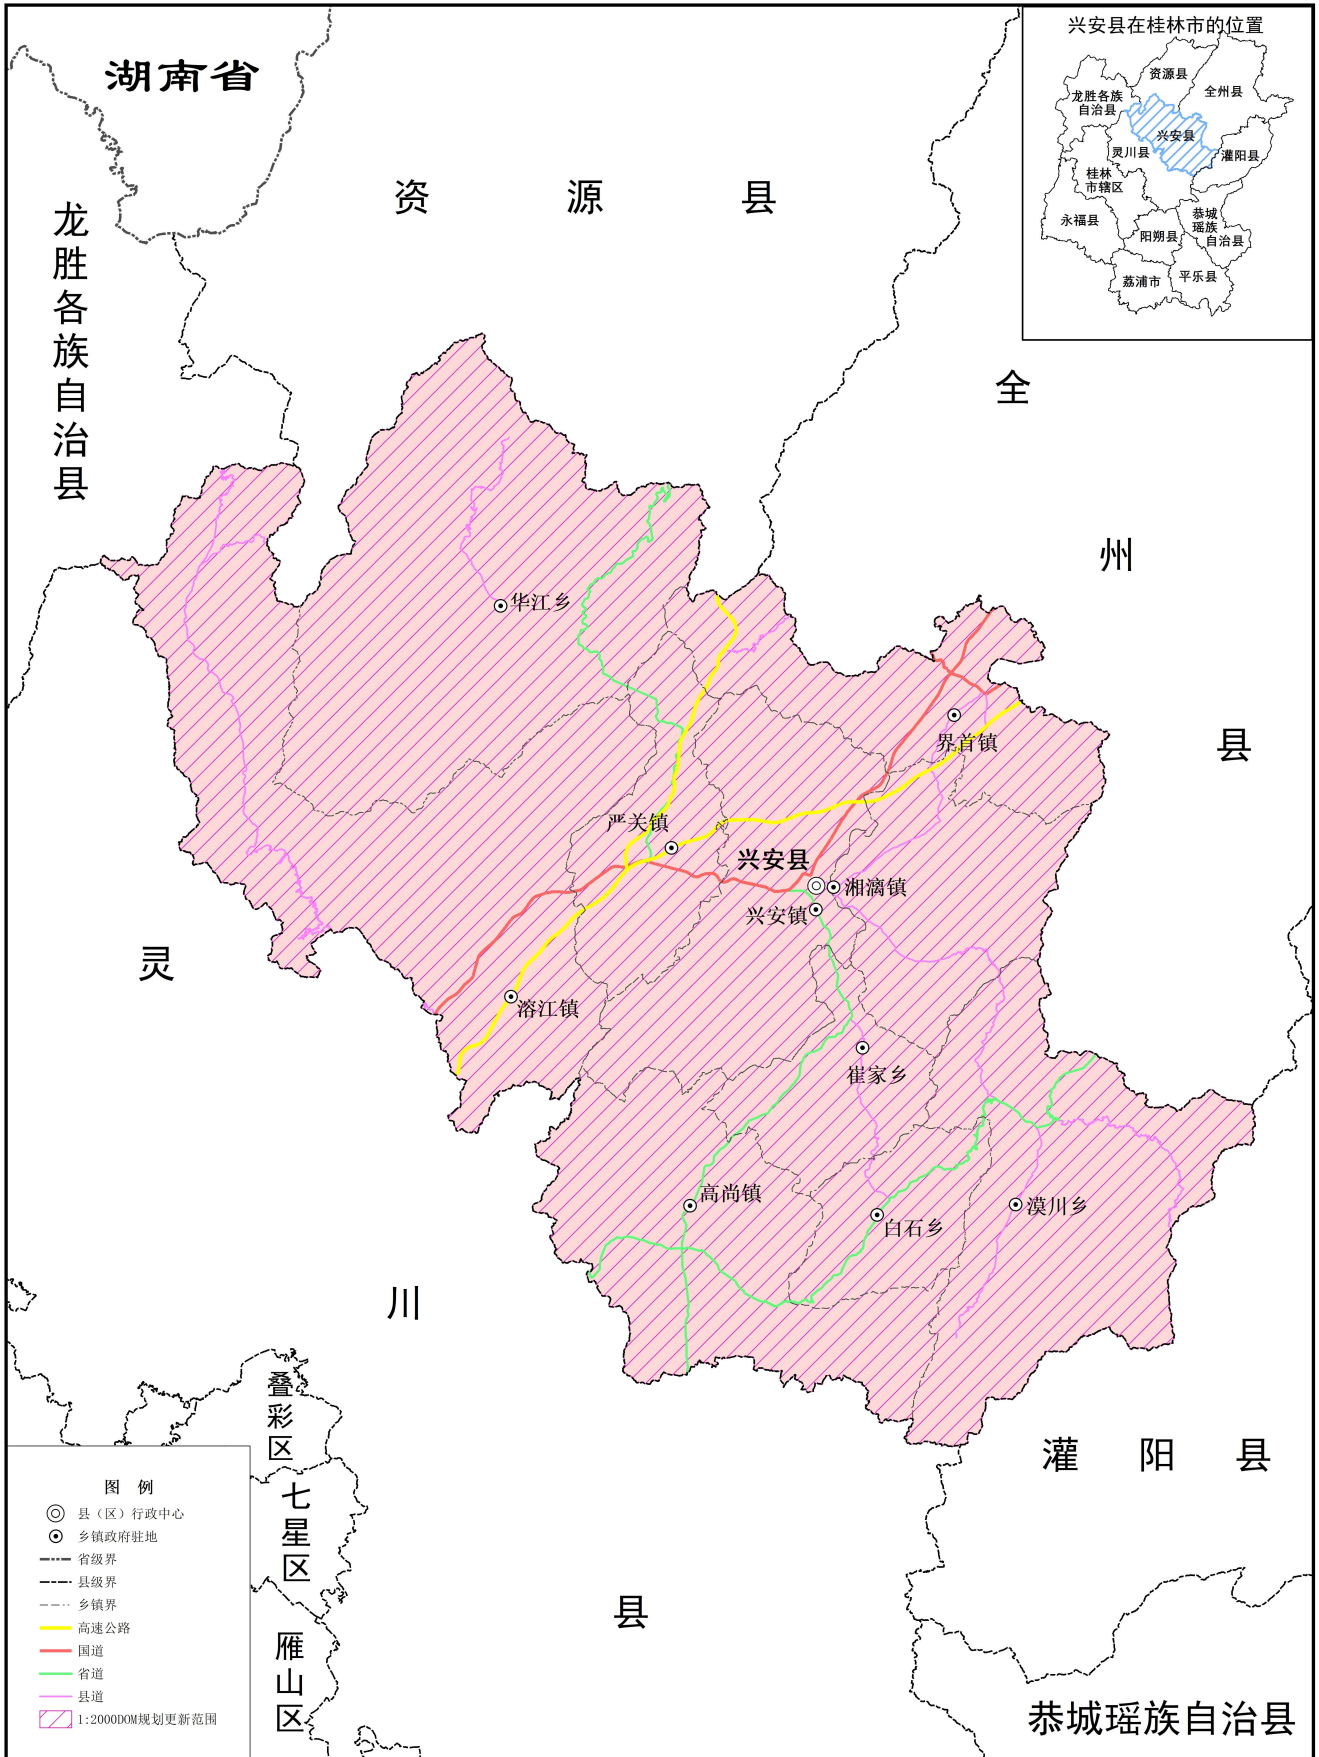 湖南省
资源县
龙胜各族自治县
全州县
兴安县在桂林市的位置
资源县
全州县
龙胜各族
自治县
兴安县
灵川县
灌阳县
桂林
市辖区
永福县
恭城
瑶族
自治县
阳朔县
荔浦市
平乐县
华江乡
界首镇
严关镇
兴安县
湘漓镇
兴安镇
溶江镇
崔家乡
高尚镇
白石乡
漠川乡
灵川县
灌阳县
恭城瑶族自治县
叠彩区
七星区
雁山区
图 例
县（区）行政中心
乡镇政府驻地
省级界
县级界
乡镇界
高速公路
国道
省道
县道
1:2000DOM规划更新范围